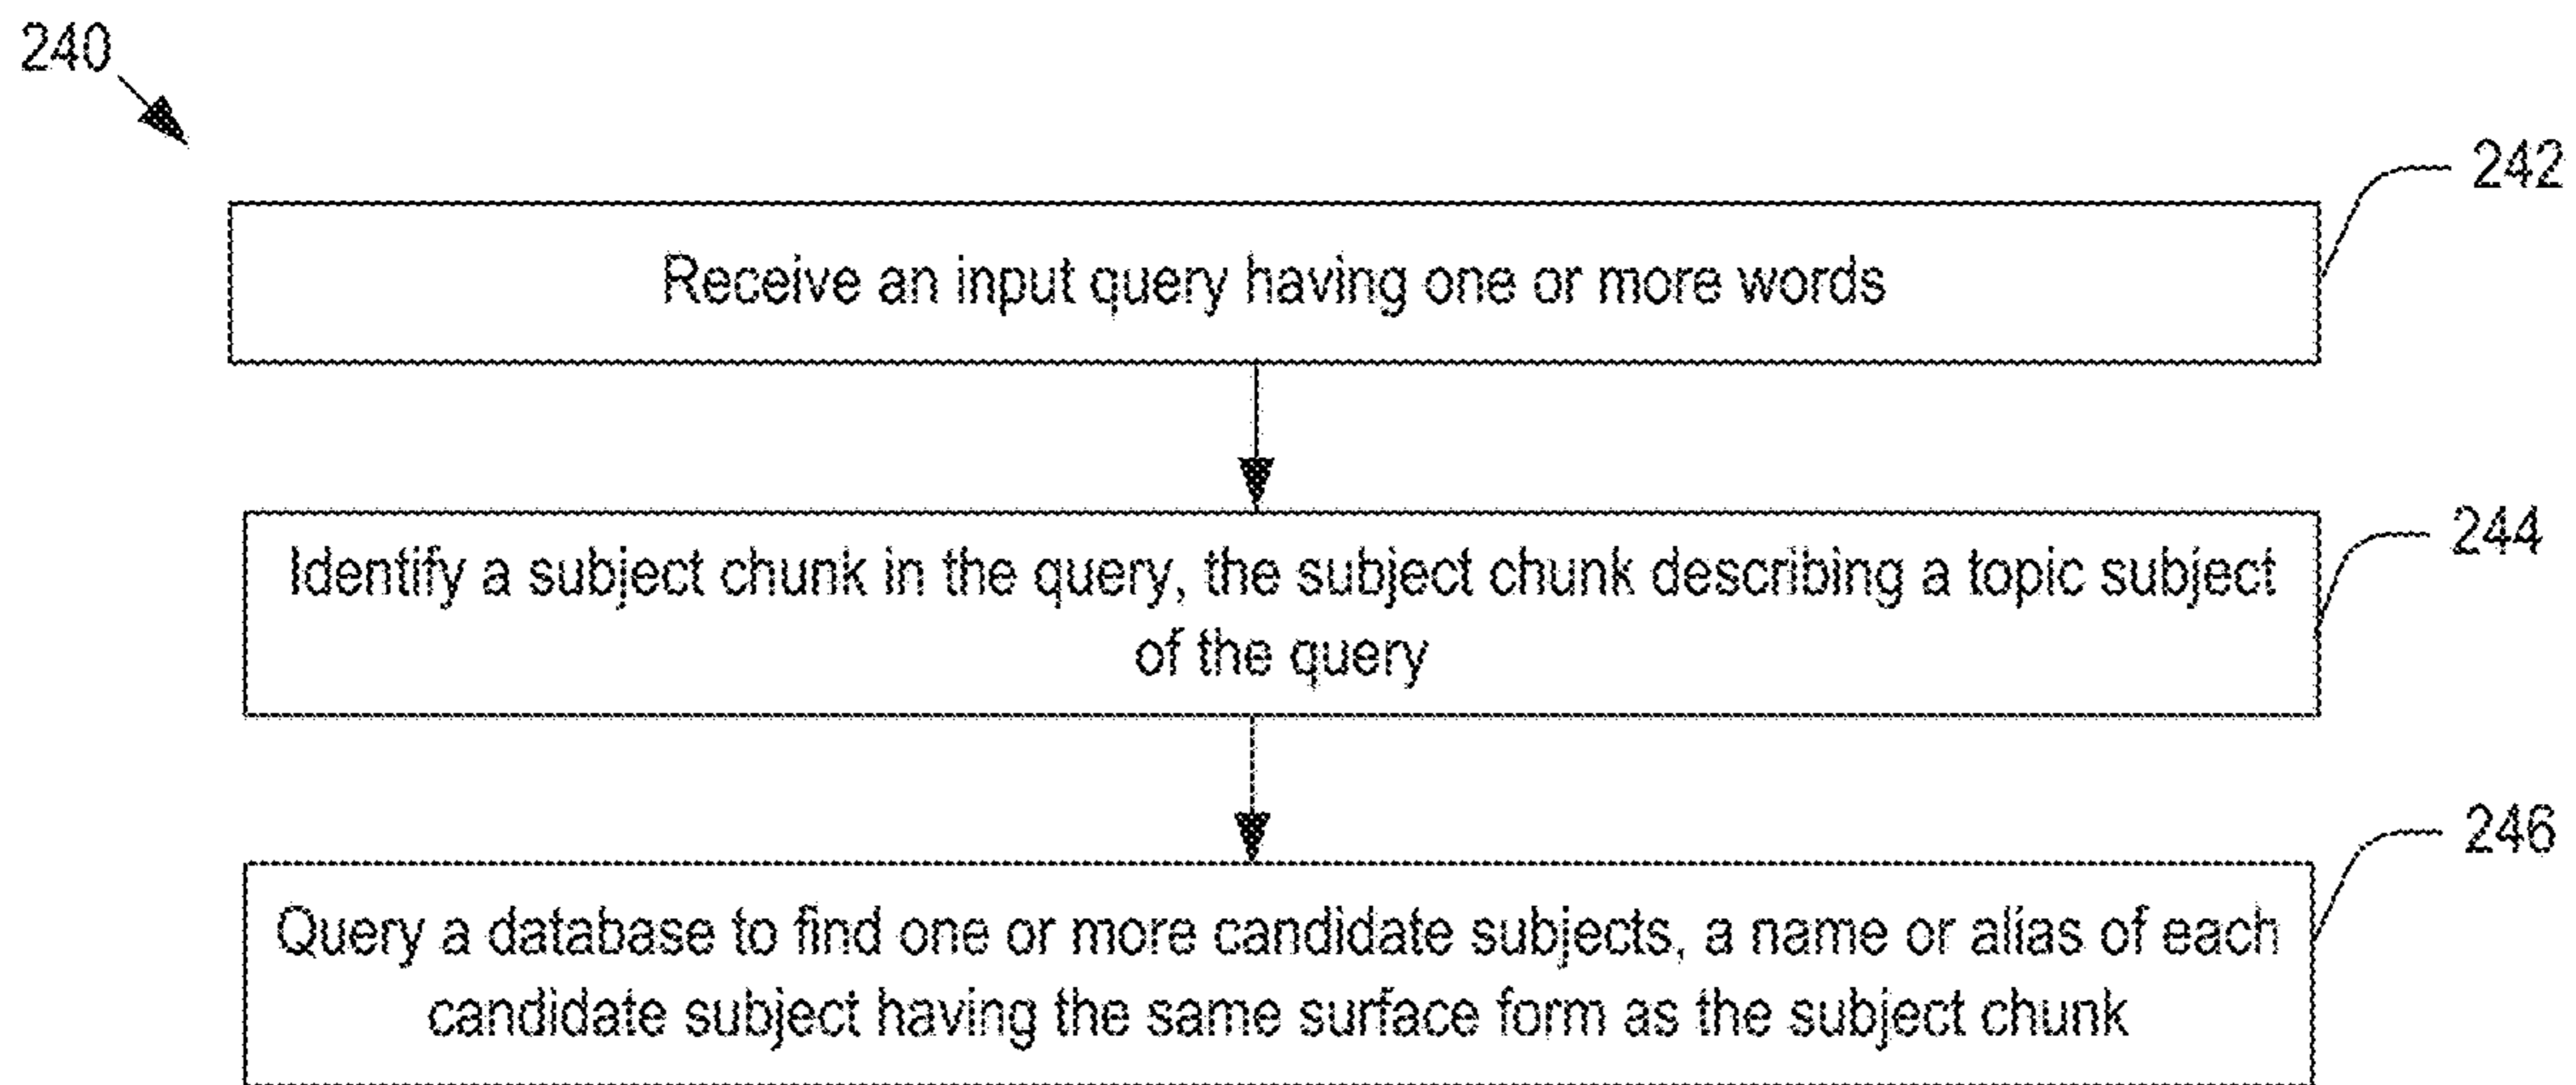 240
242
Receive an input query having one or more words
244
Identify a subject chunk in the query, the subject chunk describing a topic subject
of the query
246
Query a database to find one or more candidate subjects, a name or alias of each
candidate subject having the same surface form as the subject chunk